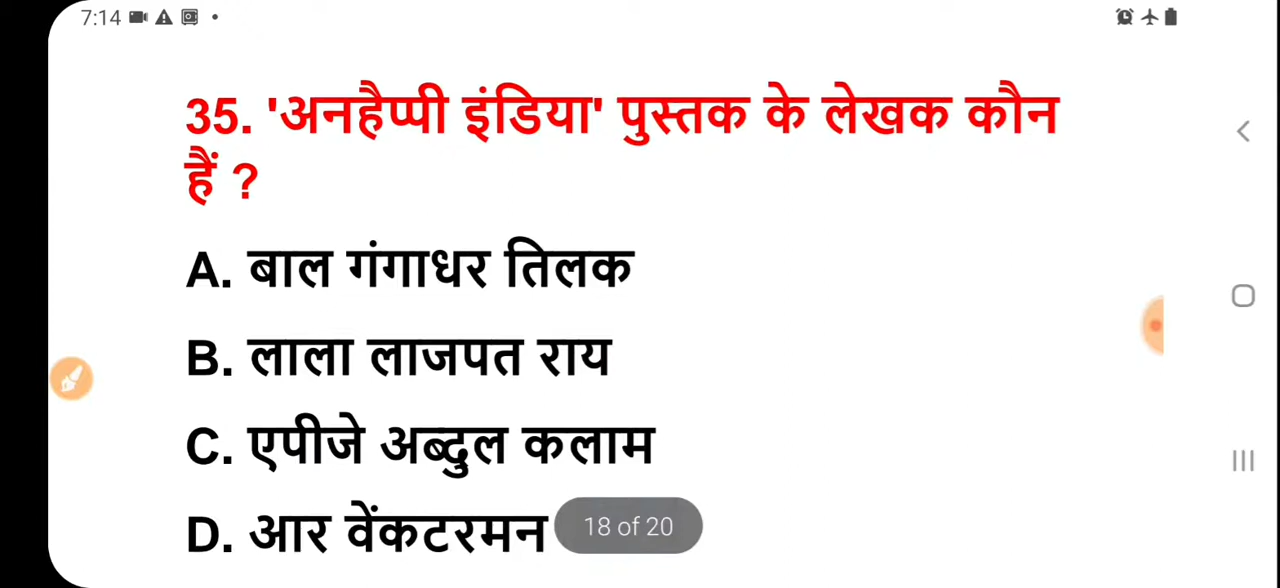 7:14
35. 'अनहैप्पी इंडिया' पुस्तक के लेखक कौन
हैं ?
A. बाल गंगाधर तिलक
B. लाला लाजपत राय
C. एपीजे अब्दुल कलाम
D. आर वेंकटरमन
18 of 20